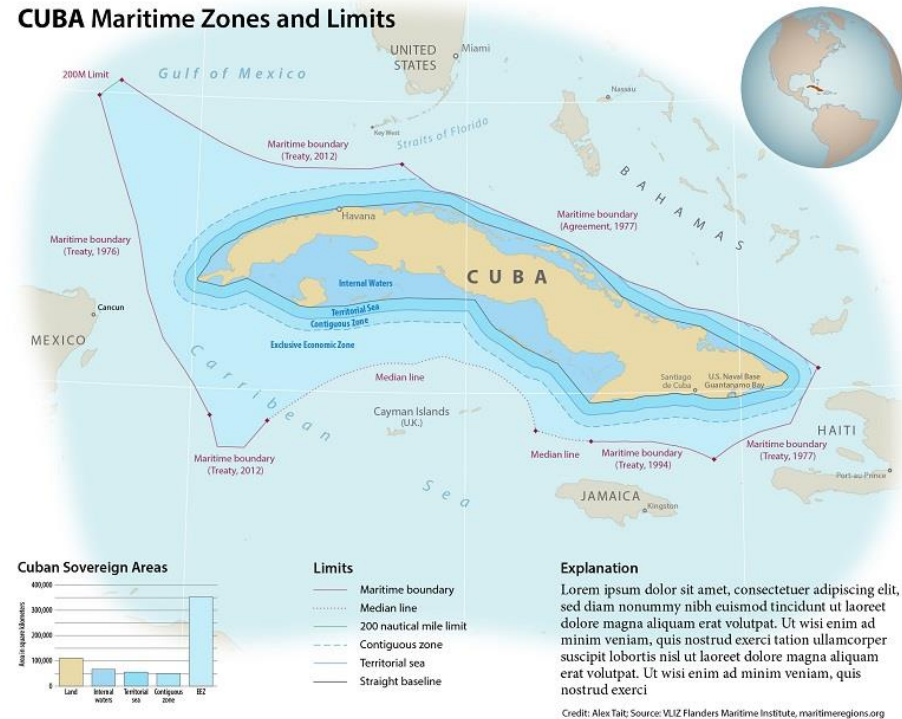 CUBA Maritime Zones and Limits
200M Limit
Gulf of Mexico
UNITED
STATES
Miami
Nassau
Key West
Straits of Florida
Maritime boundary
(Treaty, 2012)
BAHAMAS
Maritime boundary
(Agreement, 1977)
Havana
Maritime boundary
(Treaty, 1976)
CUBA
Internal Waters
Cancun
Territorial Sea
Contiguous Zone
MEXICO
Exclusive Economic Zone
Median line
Santiago
de Cuba
U.S. Naval Base
Guantanamo Bay
Carribean
Sea
Cayman Islands
(U.K.)
HAITI
Maritime boundary
(Treaty, 2012)
Median line
Maritime boundary
(Treaty, 1994)
Maritime boundary
(Treaty, 1977)
Port-au-Prince
JAMAICA
Kingston
Cuban Sovereign Areas
Area in square kilometers
400,000
300,000
200,000
100,000
0
Land
Internal
waters
Territorial
sea
Contiguous
zone
EEZ
Limits
Maritime boundary
Median line
200 nautical mile limit
Contiguous zone
Territorial sea
Straight baseline
Explanation
Lorem ipsum dolor sit amet, consectetuer adipiscing elit,
sed diam nonummy nibh euismod tincidunt ut laoreet
dolore magna aliquam erat volutpat. Ut wisi enim ad
minim veniam, quis nostrud exerci tation ullamcorper
suscipit lobortis nisl ut laoreet dolore magna aliquam
erat volutpat. Ut wisi enim ad minim veniam, quis
nostrud exerci
Credit: Alex Tait; Source: VLIZ Flanders Maritime Institute, maritimeregions.org